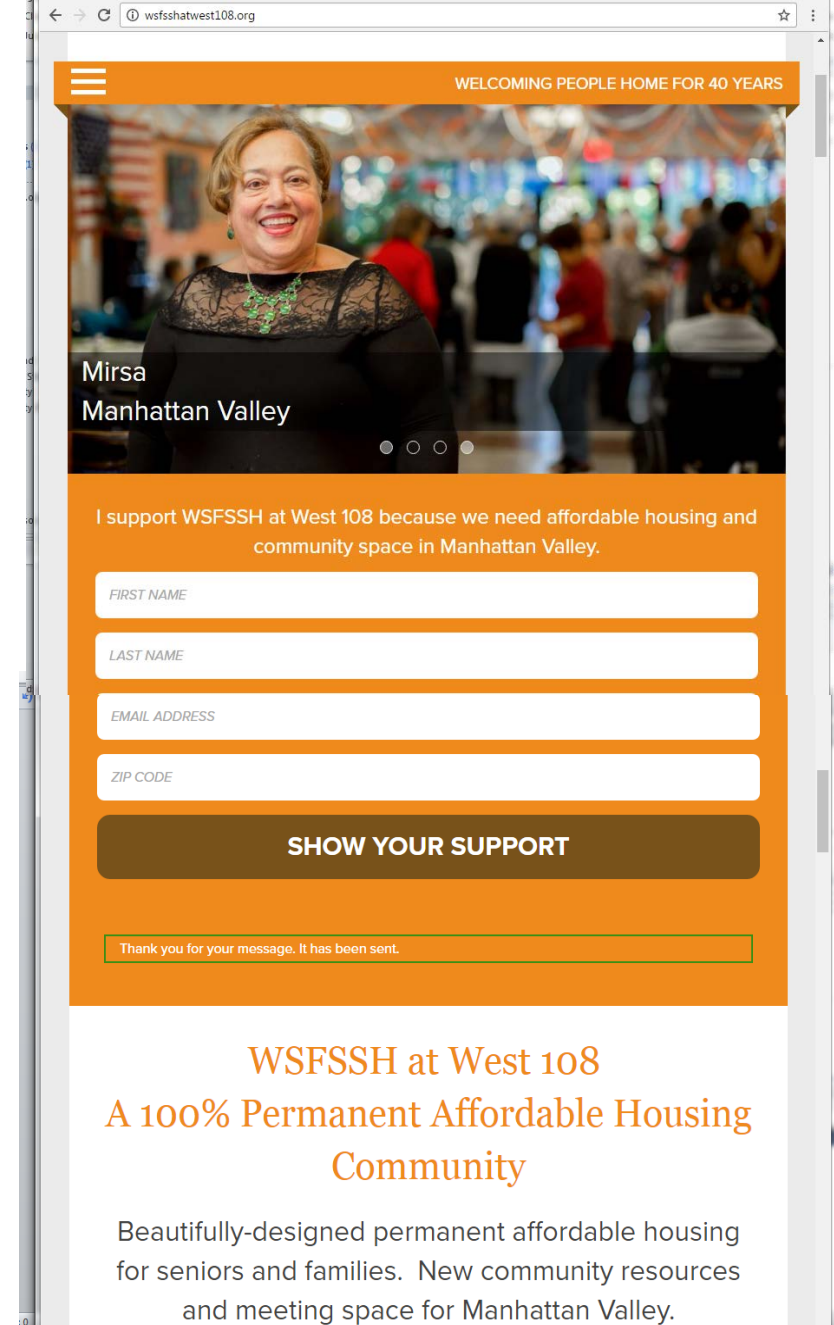 wsfsshatwest108.org
WELCOMING PEOPLE HOME FOR 40 YEARS
Mirsa
Manhattan Valley
I support WSFSSH at West 108 because we need affordable housing and
community space in Manhattan Valley.
FIRST NAME
LAST NAME
EMAIL ADDRESS
ZIP CODE
SHOW YOUR SUPPORT
Thank you for your message. It has been sent.
WSFSSH at West 108
A 100% Permanent Affordable Housing
Community
Beautifully-designed permanent affordable housing
for seniors and families.  New community resources
and meeting space for Manhattan Valley.